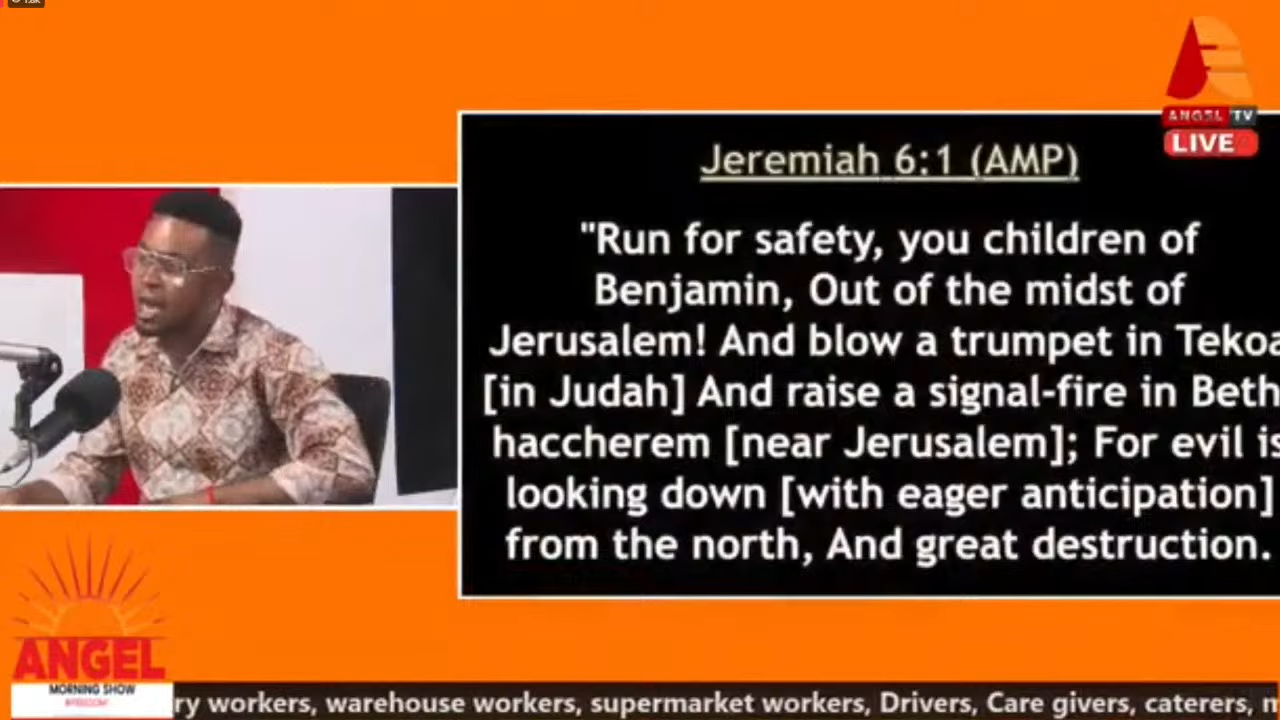 1.8K
ANGEL TV
LIVE
Jeremiah 6:1 (AMP)
"Run for safety, you children of
Benjamin, Out of the midst of
Jerusalem! And blow a trumpet in Tekoa
[in Judah] And raise a signal-fire in Beth-
haccherem [near Jerusalem]; For evil is
looking down [with eager anticipation]
from the north, And great destruction.
ANGEL
MORNING SHOW
ry workers, warehouse workers, supermarket workers, Drivers, Care givers, caterers,